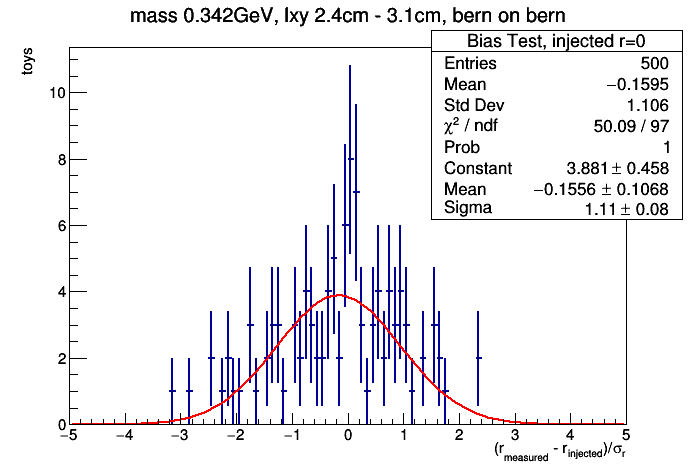 mass 0.342GeV, lxy 2.4cm - 3.1cm, bern on bern
toys
Bias Test, injected r=0
Entries 500
Mean −0.1595
Std Dev 1.106
χ² / ndf 50.09 / 97
Prob 1
Constant 3.881 ± 0.458
Mean −0.1556 ± 0.1068
Sigma 1.11 ± 0.08
10
8
6
4
2
0
−5 −4 −3 −2 −1 0 1 2 3 4 5
(r_measured - r_injected)/σ_r